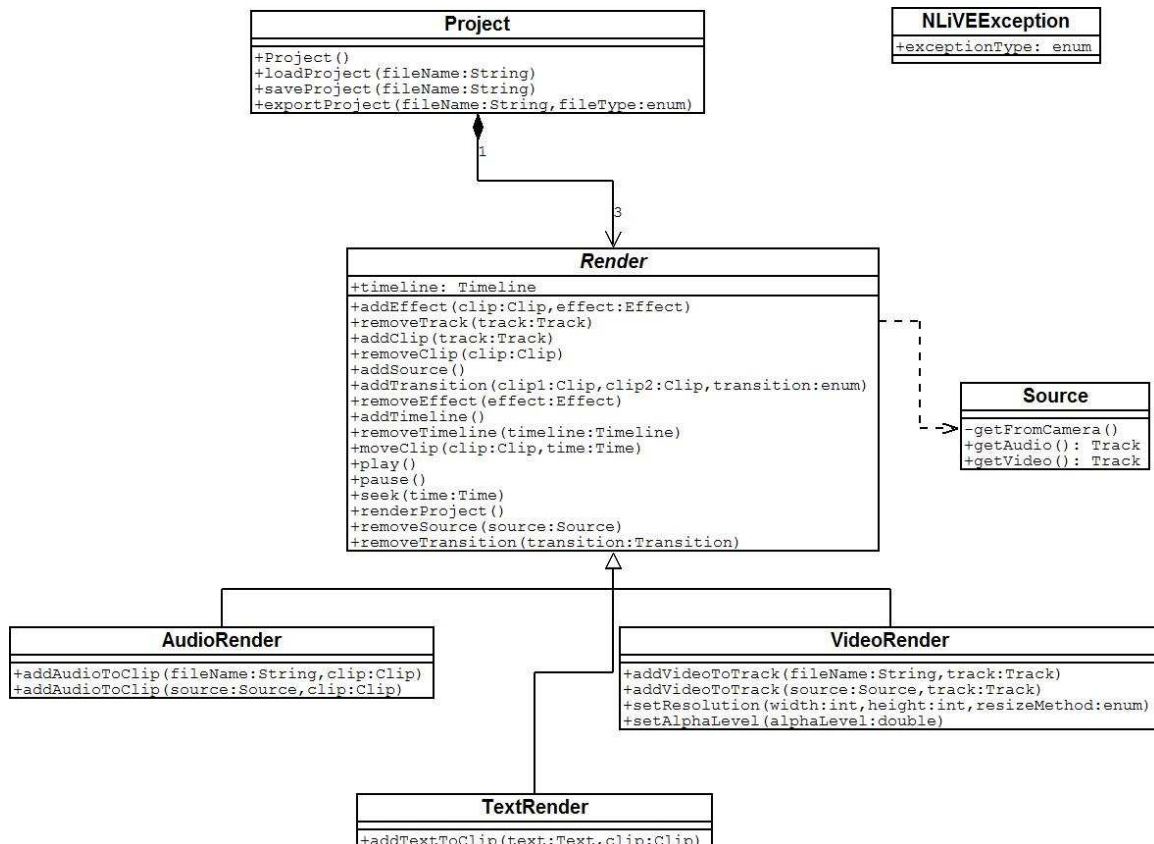 Project
+Project()
+loadProject(fileName:String)
+saveProject(fileName:String)
+exportProject(fileName:String,fileType:enum)
NLiVEException
+exceptionType: enum
1
3
Render
+timeline: Timeline
+addEffect(clip:Clip,effect:Effect)
+removeTrack(track:Track)
+addClip(track:Track)
+removeClip(clip:Clip)
+addSource()
+addTransition(clip1:Clip,clip2:Clip,transition:enum)
+removeEffect(effect:Effect)
+addTimeline()
+removeTimeline(timeline:Timeline)
+moveClip(clip:Clip,time:Time)
+play()
+pause()
+seek(time:Time)
+renderProject()
+removeSource(source:Source)
+removeTransition(transition:Transition)
Source
-getFromCamera()
+getAudio(): Track
+getVideo(): Track
AudioRender
+addAudioToClip(fileName:String,clip:Clip)
+addAudioToClip(source:Source,clip:Clip)
VideoRender
+addVideoToTrack(fileName:String,track:Track)
+addVideoToTrack(source:Source,track:Track)
+setResolution(width:int,height:int,resizeMethod:enum)
+setAlphaLevel(alphaLevel:double)
TextRender
+addTextToClip(text:Text,clip:Clip)